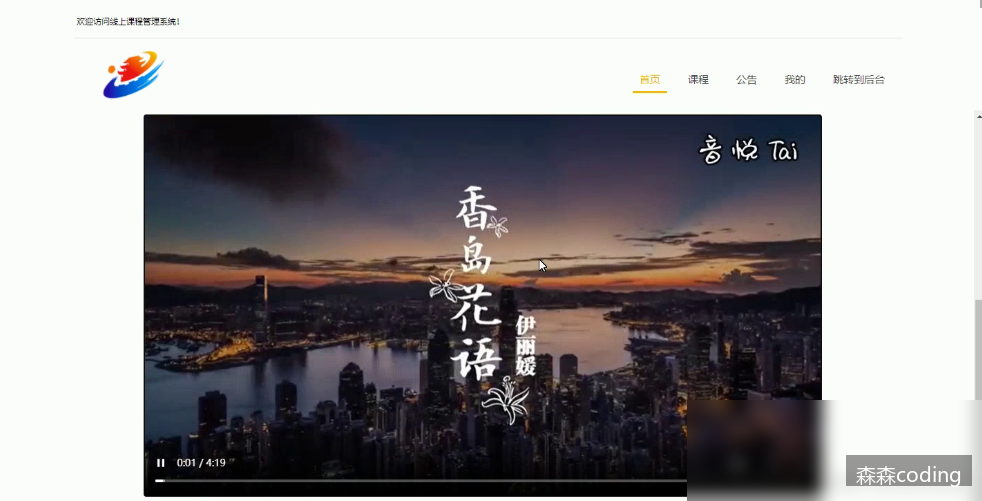 欢迎访问线上课程管理系统!
首页 课程 公告 我的 跳转到后台
音悦 Tai
香岛花语
伊丽媛
0:01 / 4:19
森森coding